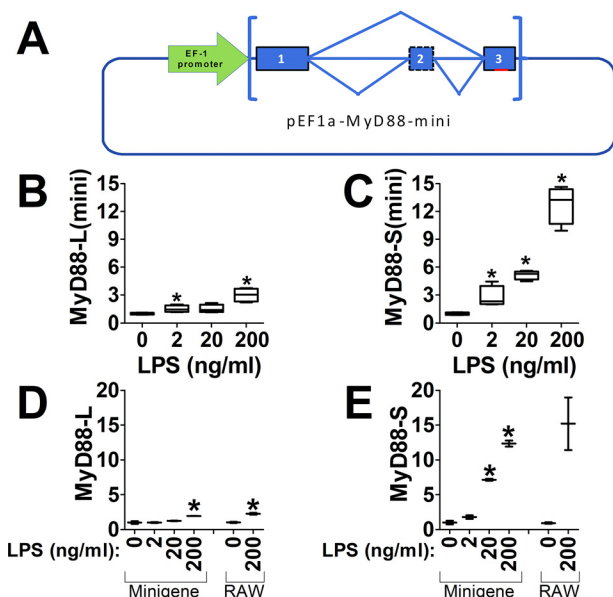 A
EF-1
promoter
1
2
3
pEF1a-MyD88-mini
B
MyD88-L(mini)
15
12
9
6
3
0
0 2 20 200
LPS (ng/ml)
C
MyD88-S(mini)
15
12
9
6
3
0
* * *
0 2 20 200
LPS (ng/ml)
D
MyD88-L
20
15
10
5
0
* *
LPS (ng/ml): 0 2 20 200 0 200
Minigene RAW
E
MyD88-S
20
15
10
5
0
* *
LPS (ng/ml): 0 2 20 200 0 200
Minigene RAW